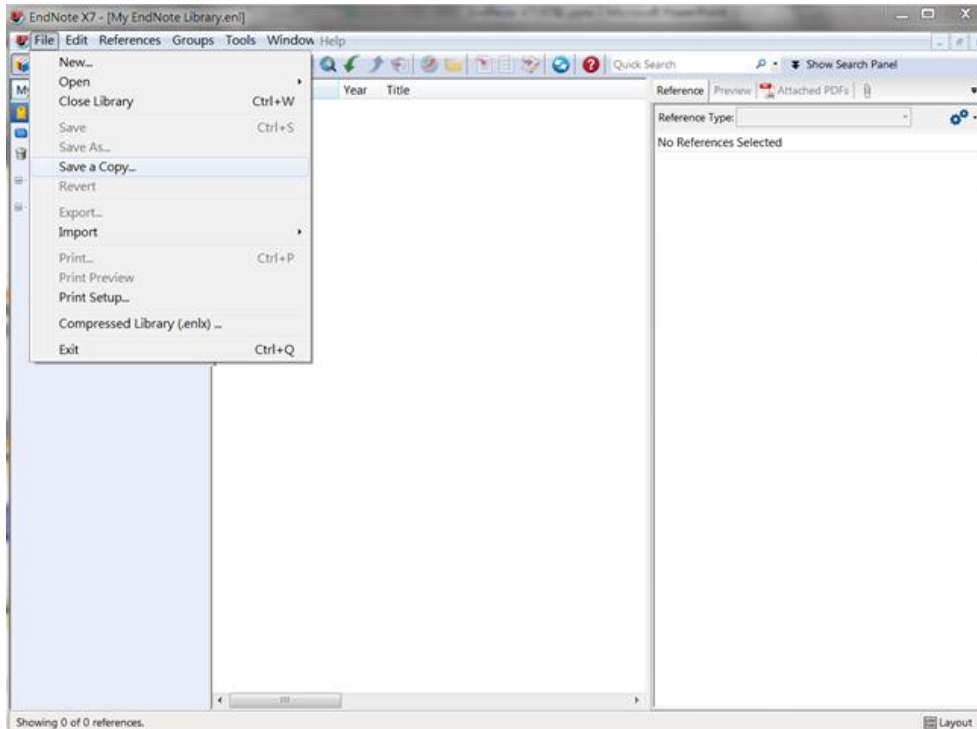 EndNote X7 - [My EndNote Library.enl]
File Edit References Groups Tools Window Help
Quick Search Show Search Panel
New...
Open
Close Library Ctrl+W
Save Ctrl+S
Save As...
Save a Copy...
Revert
Export...
Import
Print... Ctrl+P
Print Preview
Print Setup...
Compressed Library (.enlx) ...
Exit Ctrl+Q
Year Title
Reference Preview Attached PDFs
Reference Type:
No References Selected
Showing 0 of 0 references.
Layout